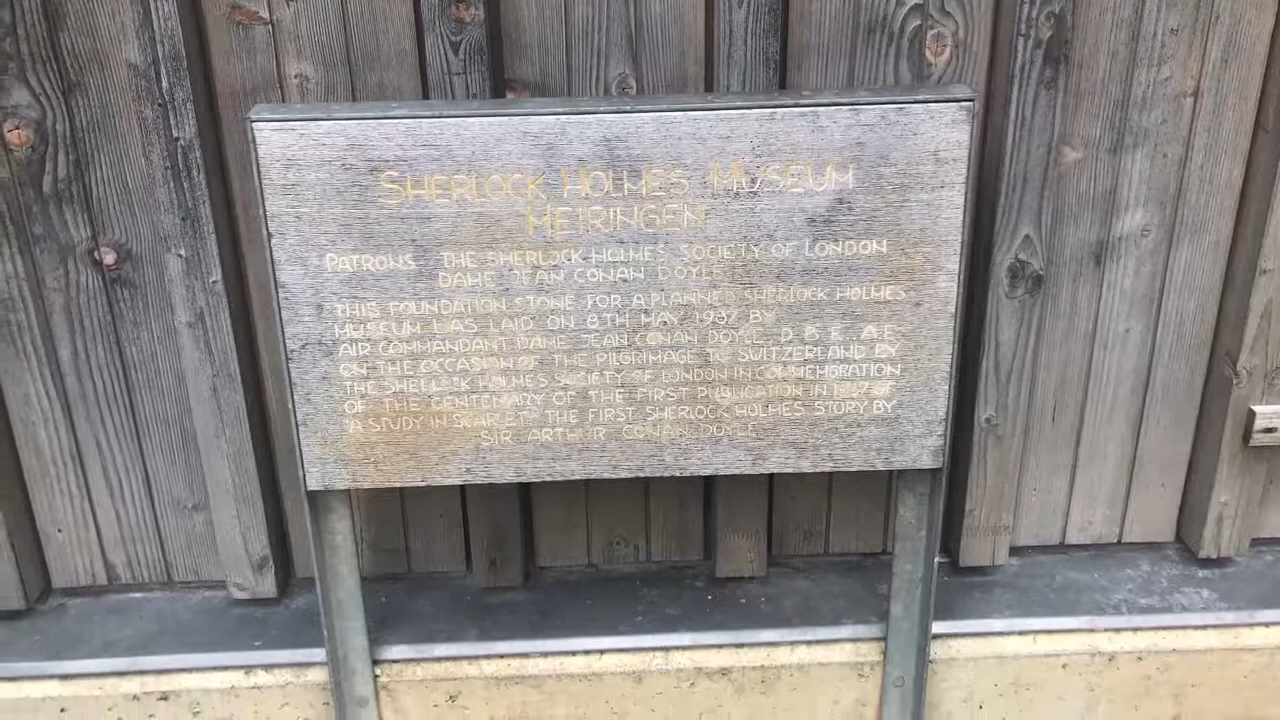 SHERLOCK HOLMES MUSEUM
MEIRINGEN
PATRONS THE SHERLOCK HOLMES SOCIETY OF LONDON
DAME JEAN CONAN DOYLE
THIS FOUNDATION STONE FOR A PLANNED SHERLOCK HOLMES
MUSEUM WAS LAID ON 8TH MAY 1987 BY
AIR COMMANDANT DAME JEAN CONAN DOYLE, D.B.E., A.E.
ON THE OCCASION OF THE PILGRIMAGE TO SWITZERLAND BY
THE SHERLOCK HOLMES SOCIETY OF LONDON IN COMMEMORATION
OF THE CENTENARY OF THE FIRST PUBLICATION IN 1887 OF
'A STUDY IN SCARLET', THE FIRST SHERLOCK HOLMES STORY BY
SIR ARTHUR CONAN DOYLE